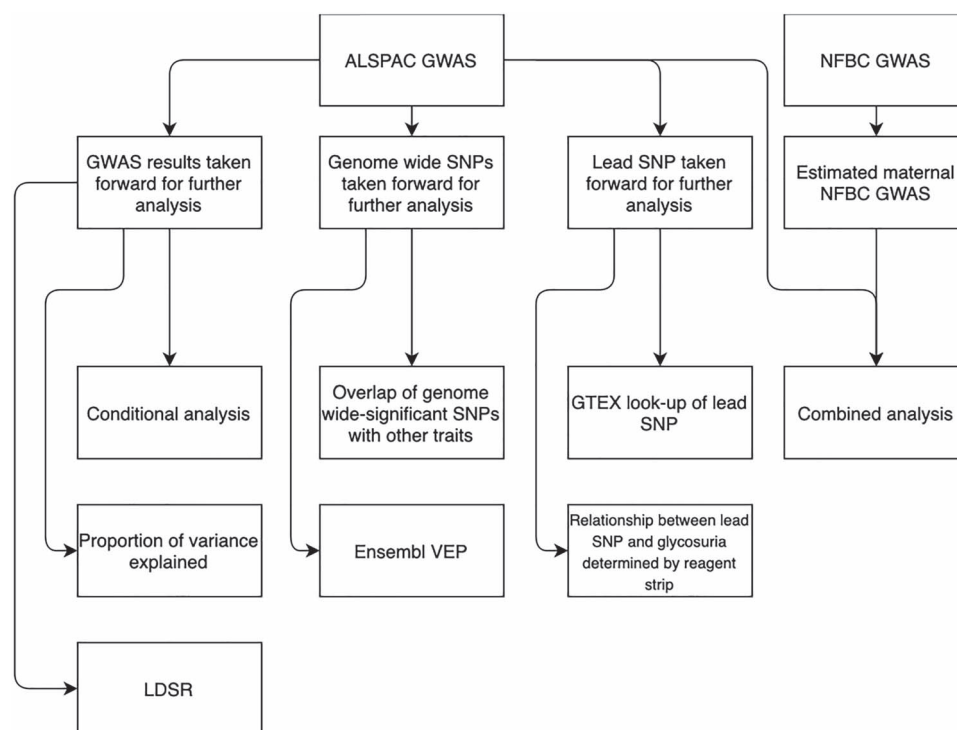 ALSPAC GWAS
NFBC GWAS
GWAS results taken
forward for further
analysis
Genome wide SNPs
taken forward for
further analysis
Lead SNP taken
forward for further
analysis
Estimated maternal
NFBC GWAS
Conditional analysis
Overlap of genome
wide-significant SNPs
with other traits
GTEX look-up of lead
SNP
Combined analysis
Proportion of variance
explained
Ensembl VEP
Relationship between lead
SNP and glycosuria
determined by reagent
strip
LDSR